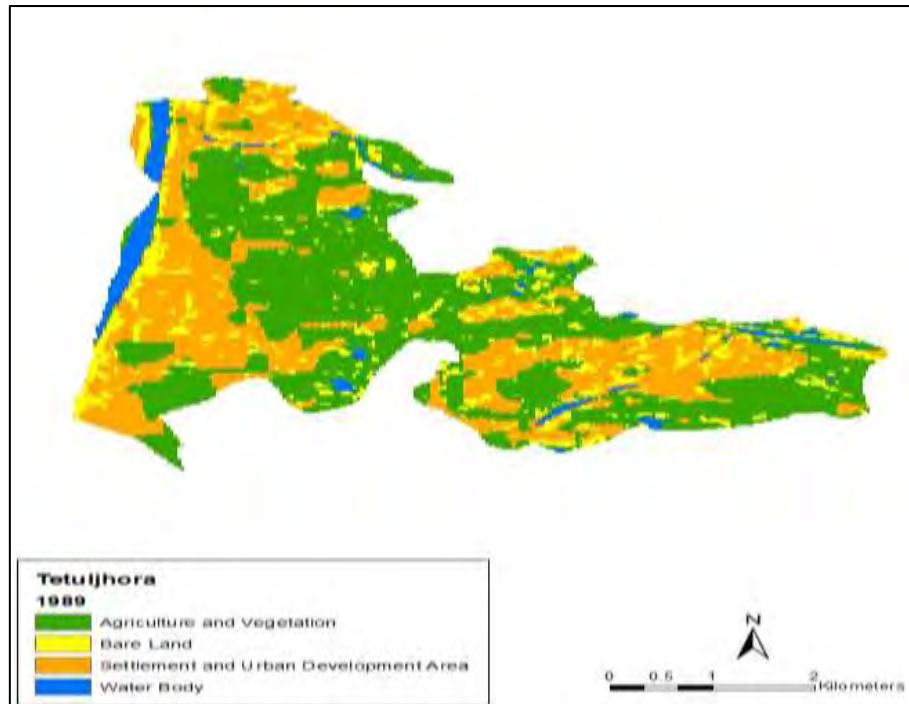 Tetuljhora
1989
Agriculture and Vegetation
Bare Land
Settlement and Urban Development Area
Water Body
N
0 0.5 1 2
Kilometers